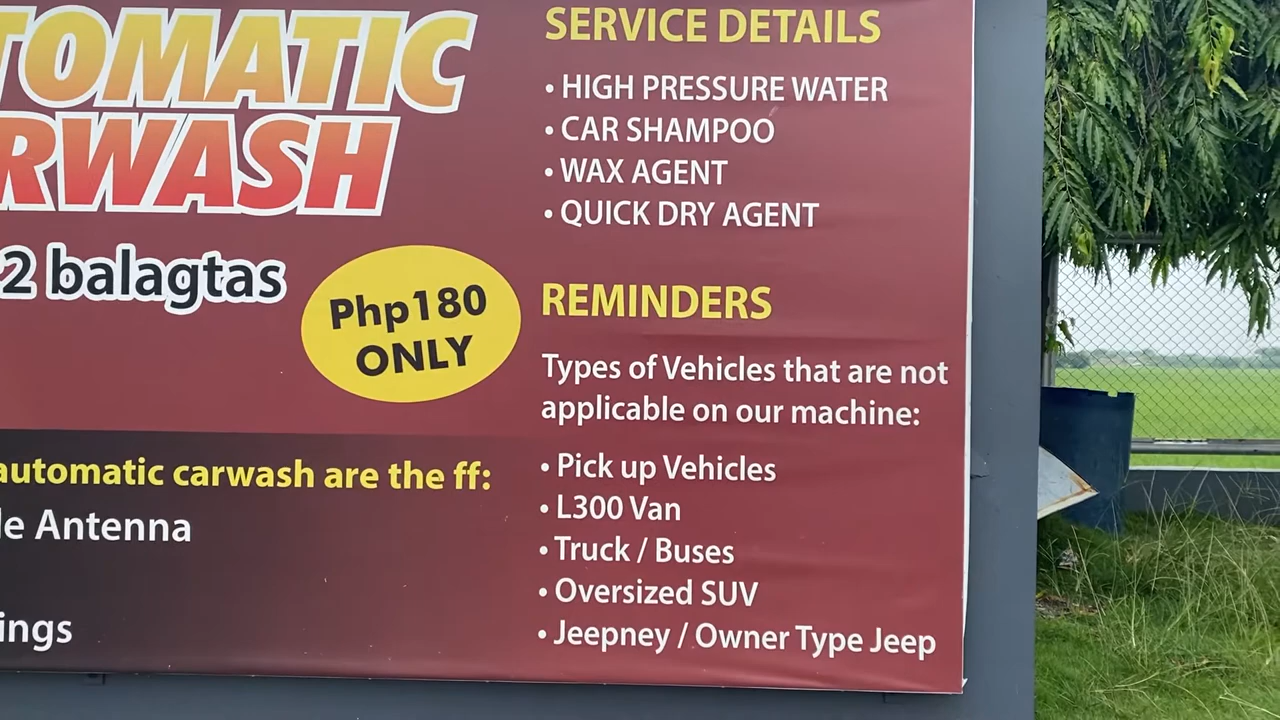 TOMATIC
RWASH
2 balagtas
Php180
ONLY
automatic carwash are the ff:
le Antenna
ings
SERVICE DETAILS
• HIGH PRESSURE WATER
• CAR SHAMPOO
• WAX AGENT
• QUICK DRY AGENT
REMINDERS
Types of Vehicles that are not
applicable on our machine:
• Pick up Vehicles
• L300 Van
• Truck / Buses
• Oversized SUV
• Jeepney / Owner Type Jeep